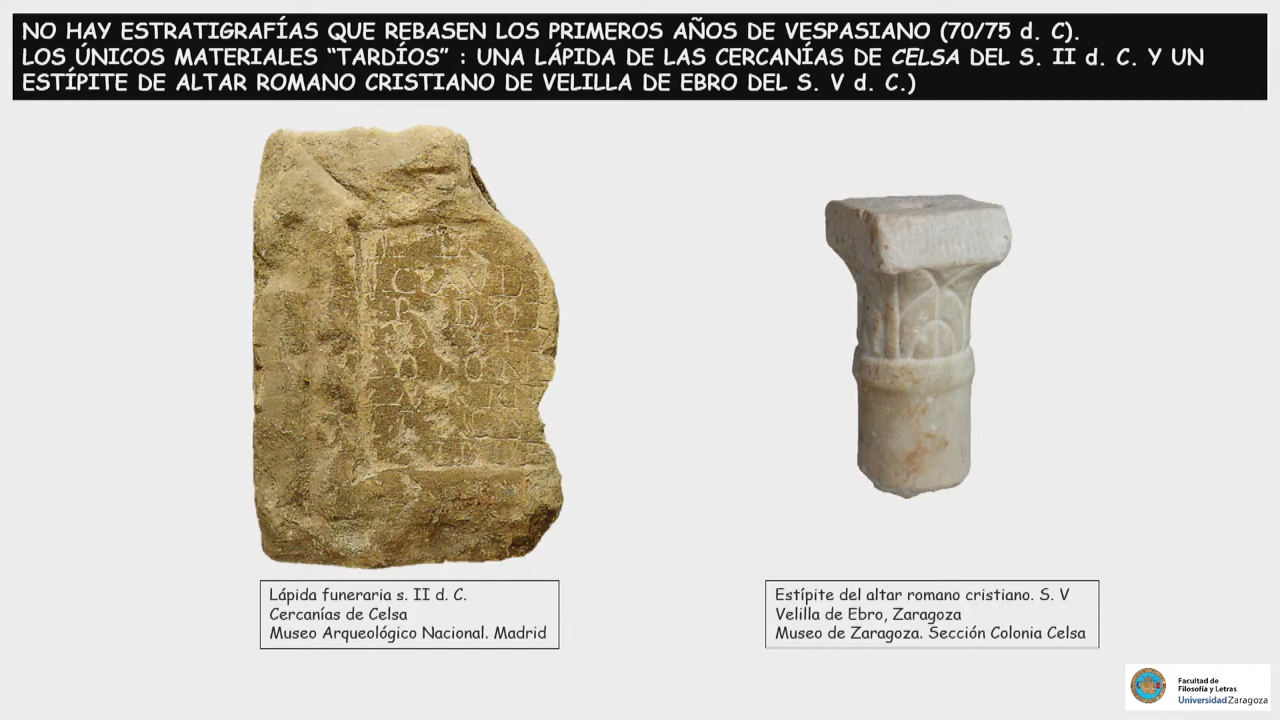 NO HAY ESTRATIGRAFÍAS QUE REBASEN LOS PRIMEROS AÑOS DE VESPASIANO (70/75 d. C).
LOS ÚNICOS MATERIALES “TARDÍOS” : UNA LÁPIDA DE LAS CERCANÍAS DE CELSA DEL S. II d. C. Y UN
ESTÍPITE DE ALTAR ROMANO CRISTIANO DE VELILLA DE EBRO DEL S. V d. C.)
CLAVD
Lápida funeraria s. II d. C.
Cercanías de Celsa
Museo Arqueológico Nacional. Madrid
Estípite del altar romano cristiano. S. V
Velilla de Ebro, Zaragoza
Museo de Zaragoza. Sección Colonia Celsa
Facultad de
Filosofía y Letras
Universidad Zaragoza